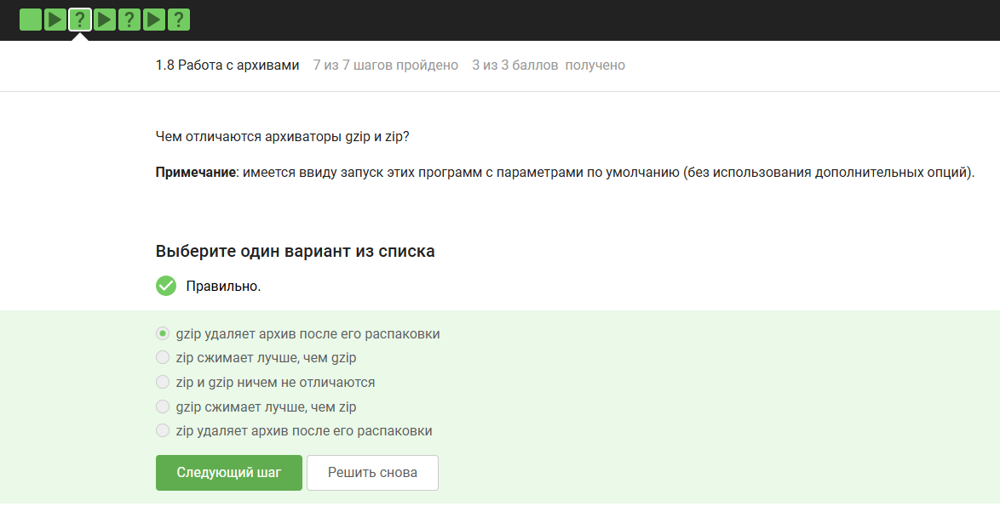 ? ? ?
1.8 Работа с архивами 7 из 7 шагов пройдено 3 из 3 баллов получено
Чем отличаются архиваторы gzip и zip?
Примечание: имеется ввиду запуск этих программ с параметрами по умолчанию (без использования дополнительных опций).
Выберите один вариант из списка
Правильно.
gzip удаляет архив после его распаковки
zip сжимает лучше, чем gzip
zip и gzip ничем не отличаются
gzip сжимает лучше, чем zip
zip удаляет архив после его распаковки
Следующий шаг Решить снова